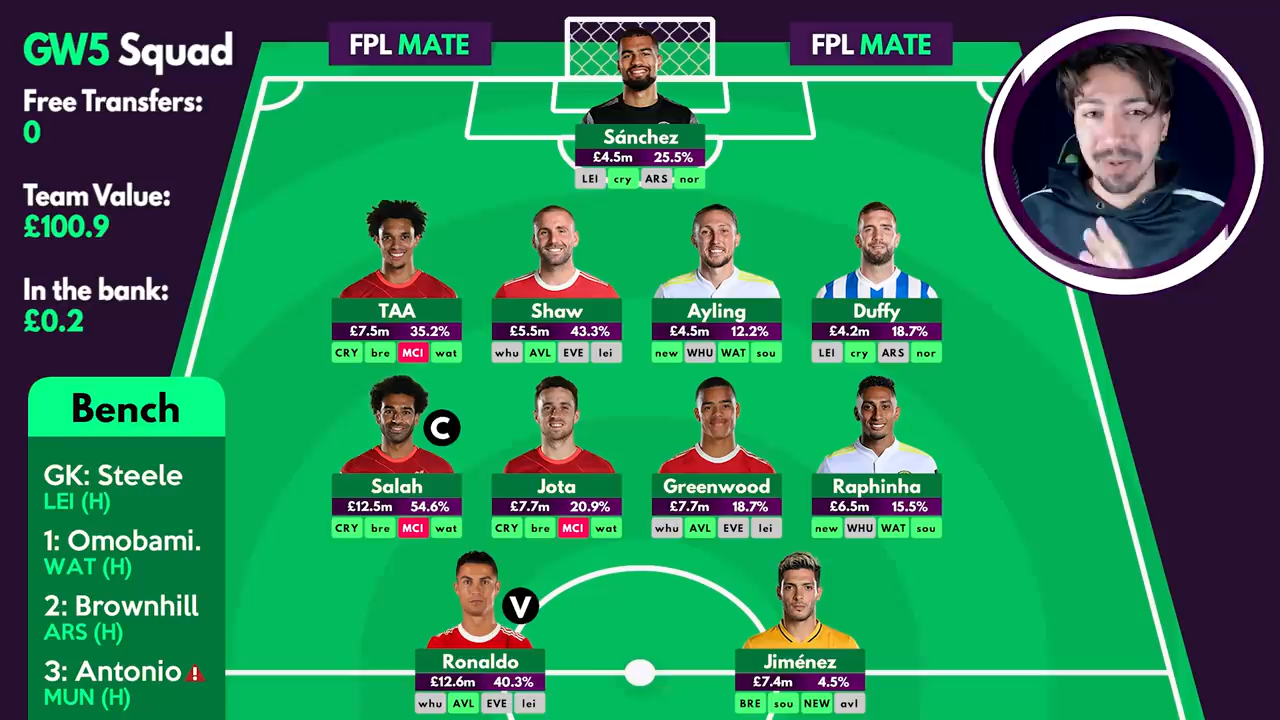 GW5 Squad
FPL MATE
FPL MATE
Free Transfers:
0
Team Value:
£100.9
In the bank:
£0.2
Sánchez
£4.5m 25.5%
LEI cry ARS nor
TAA
£7.5m 35.2%
CRY bre MCI wat
Shaw
£5.5m 43.3%
whu AVL EVE lei
Ayling
£4.5m 12.2%
new WHU WAT sou
Duffy
£4.2m 18.7%
LEI cry ARS nor
C
Salah
£12.5m 54.6%
CRY bre MCI wat
Jota
£7.7m 20.9%
CRY bre MCI wat
Greenwood
£7.7m 18.7%
whu AVL EVE lei
Raphinha
£6.5m 15.5%
new WHU WAT sou
V
Ronaldo
£12.6m 40.3%
whu AVL EVE lei
Jiménez
£7.4m 4.5%
BRE sou NEW avl
Bench
GK: Steele
LEI (H)
1: Omobami.
WAT (H)
2: Brownhill
ARS (H)
3: Antonio
MUN (H)